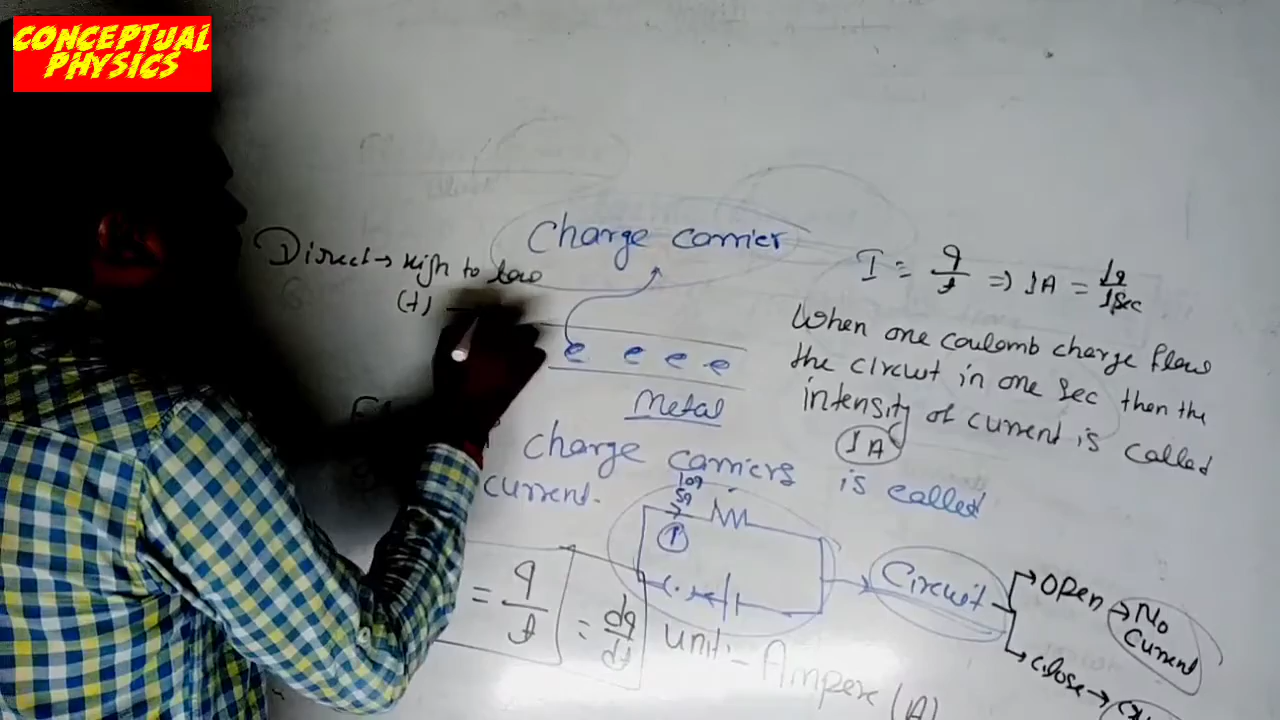 CONCEPTUAL
PHYSICS
Charge carrier
Direct → High to low
(+)
e e e e
Metal
I = q/t ⇒ 1A = 1q/1sec
When one coulomb charge flow
the circuit in one sec then the
intensity of current is called
1A
charge carriers is called
current.
10Ω
5Ω
I
= q/t = dq/dt
unit:- Ampere (A)
Circuit
open → No
Current
close →